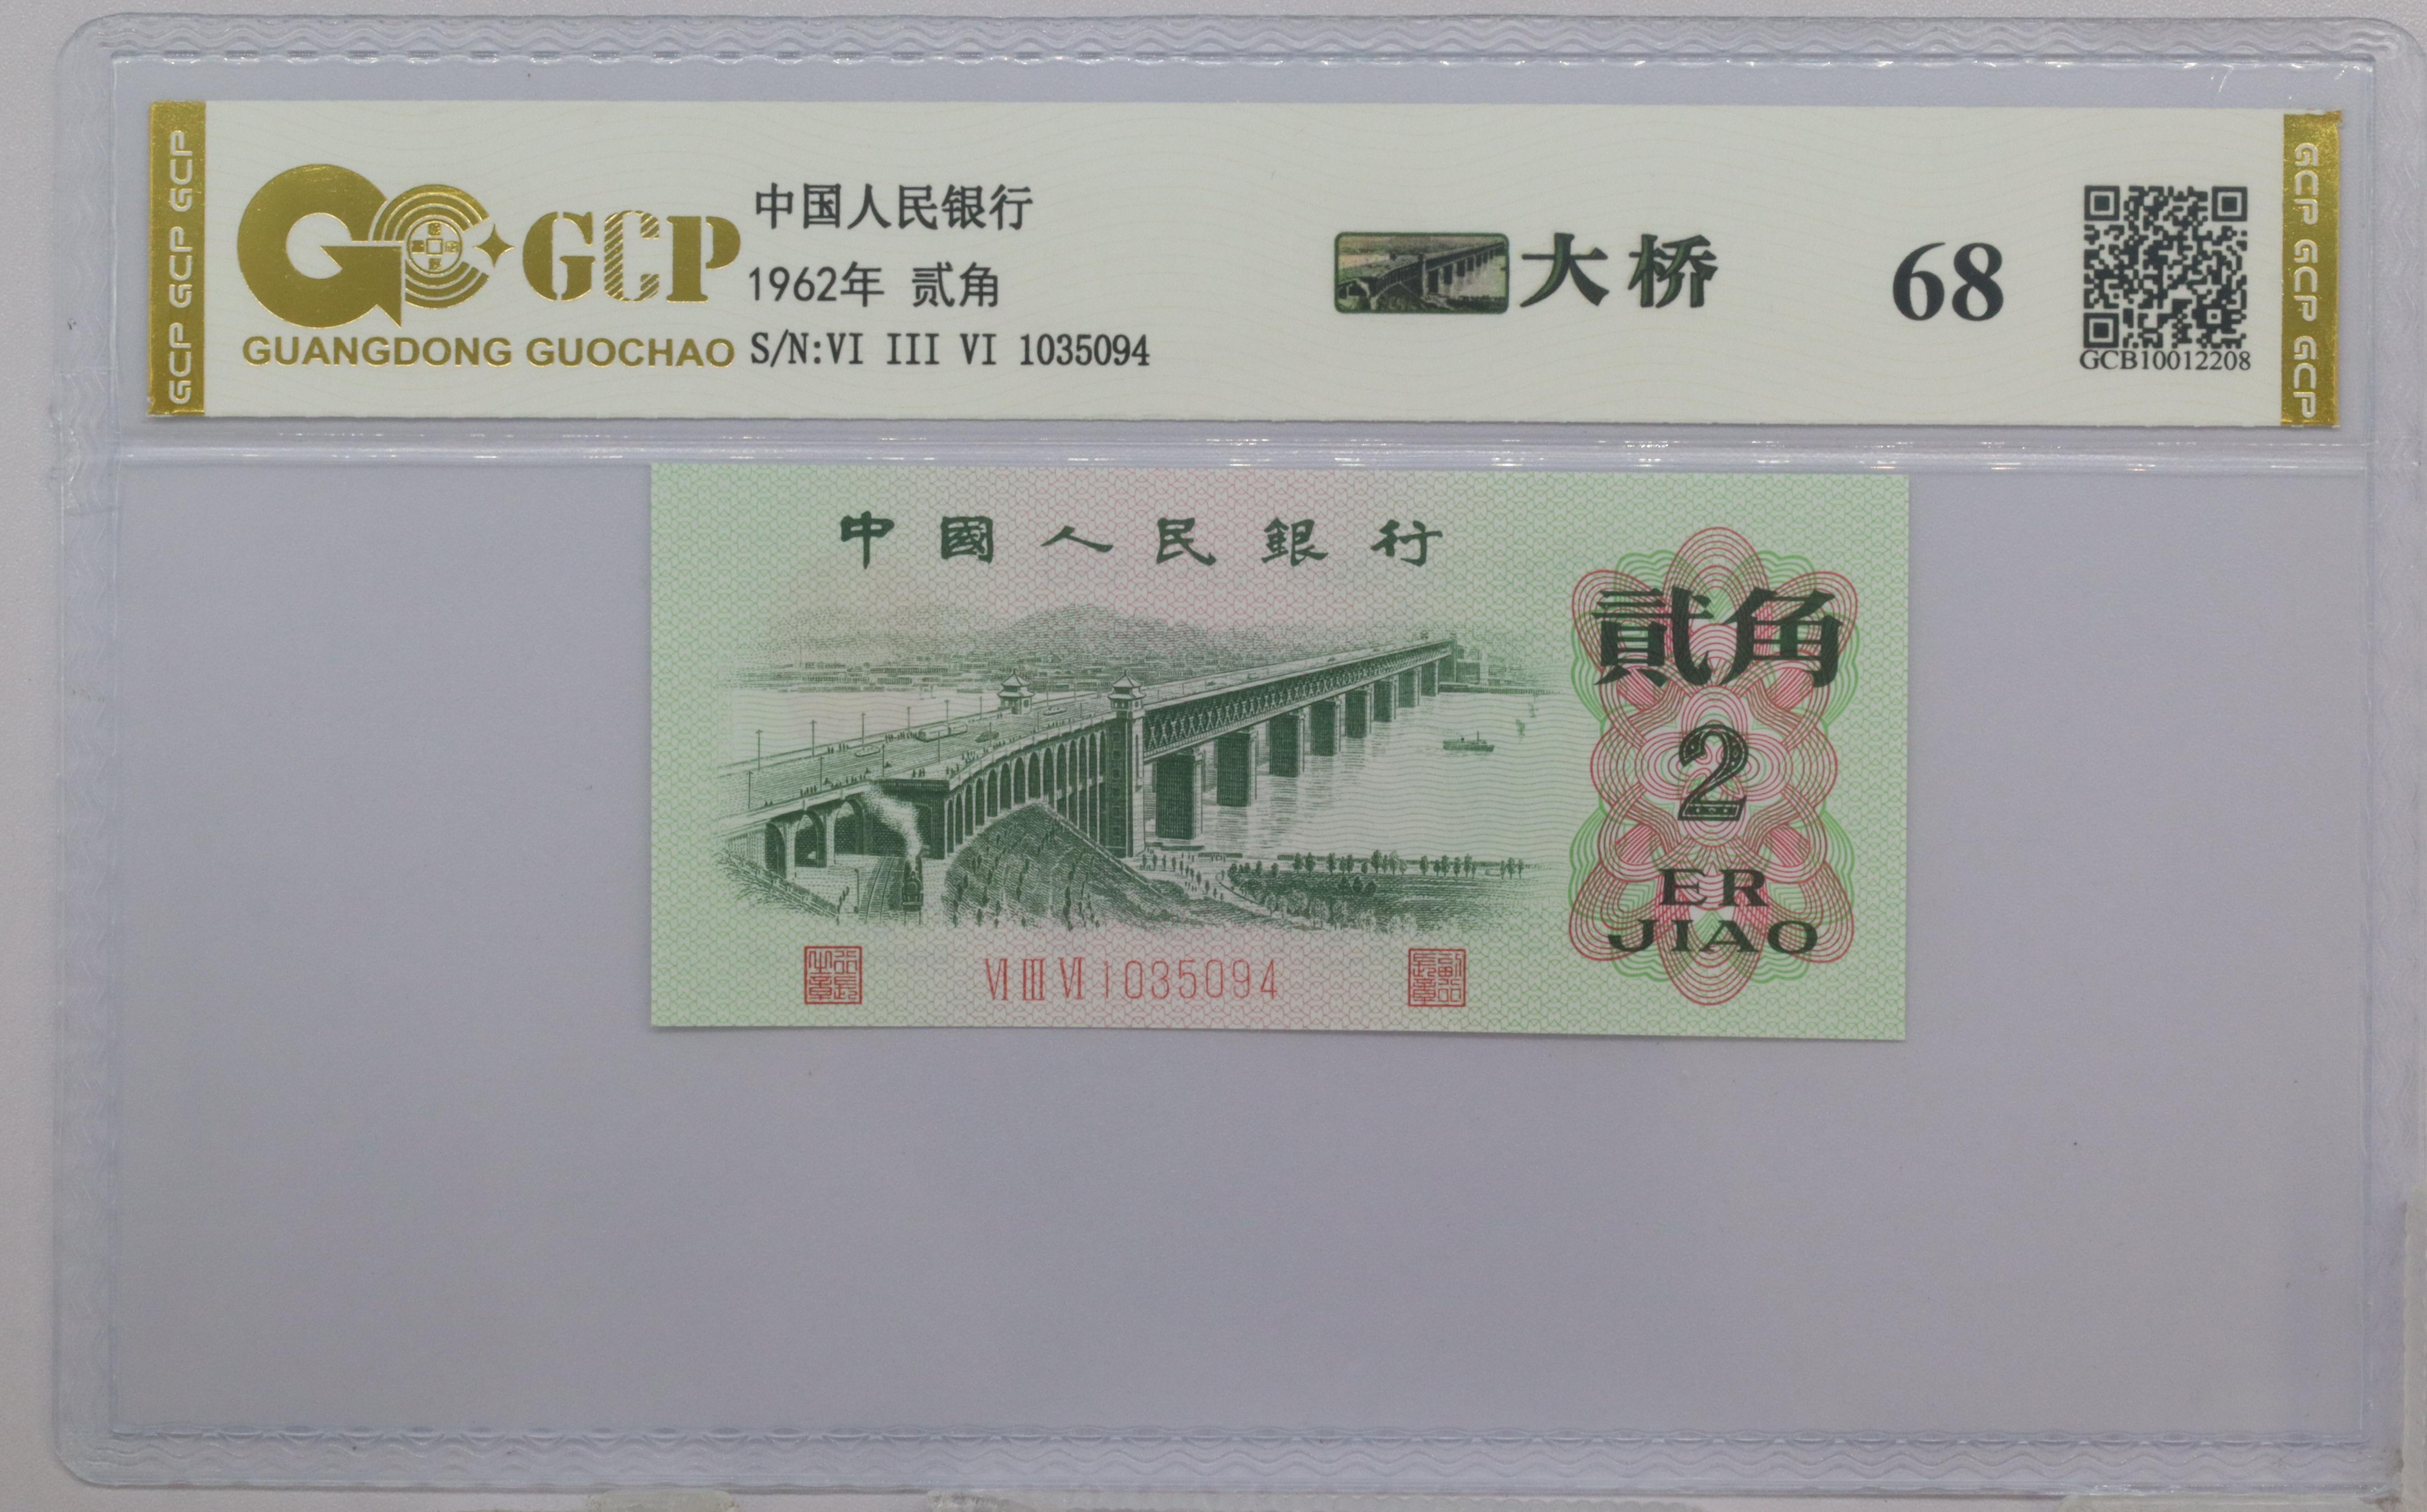 GCP GCP GCP
GCP
GUANGDONG GUOCHAO
中国人民银行
1962年 贰角
S/N:VI III VI 1035094
大桥
68
GCB10012208
GCP GCP GCP
中國人民銀行
貳角
2
ER
JIAO
VI III VI 1035094